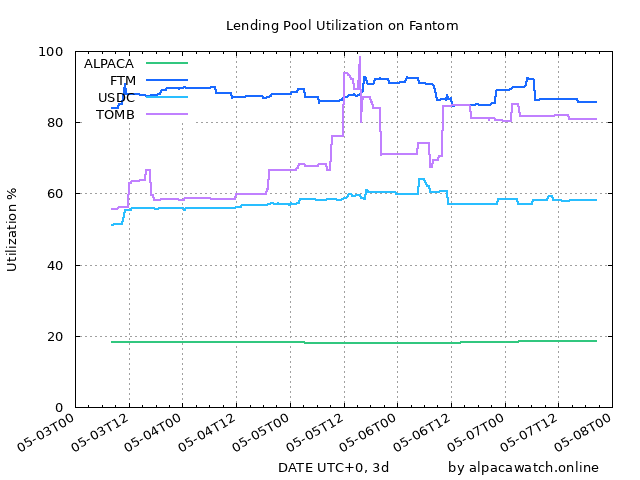 Lending Pool Utilization on Fantom
100
80
60
40
20
0
Utilization %
ALPACA
FTM
USDC
TOMB
05-03T00
05-03T12
05-04T00
05-04T12
05-05T00
05-05T12
05-06T00
05-06T12
05-07T00
05-07T12
05-08T00
DATE UTC+0, 3d
by alpacawatch.online